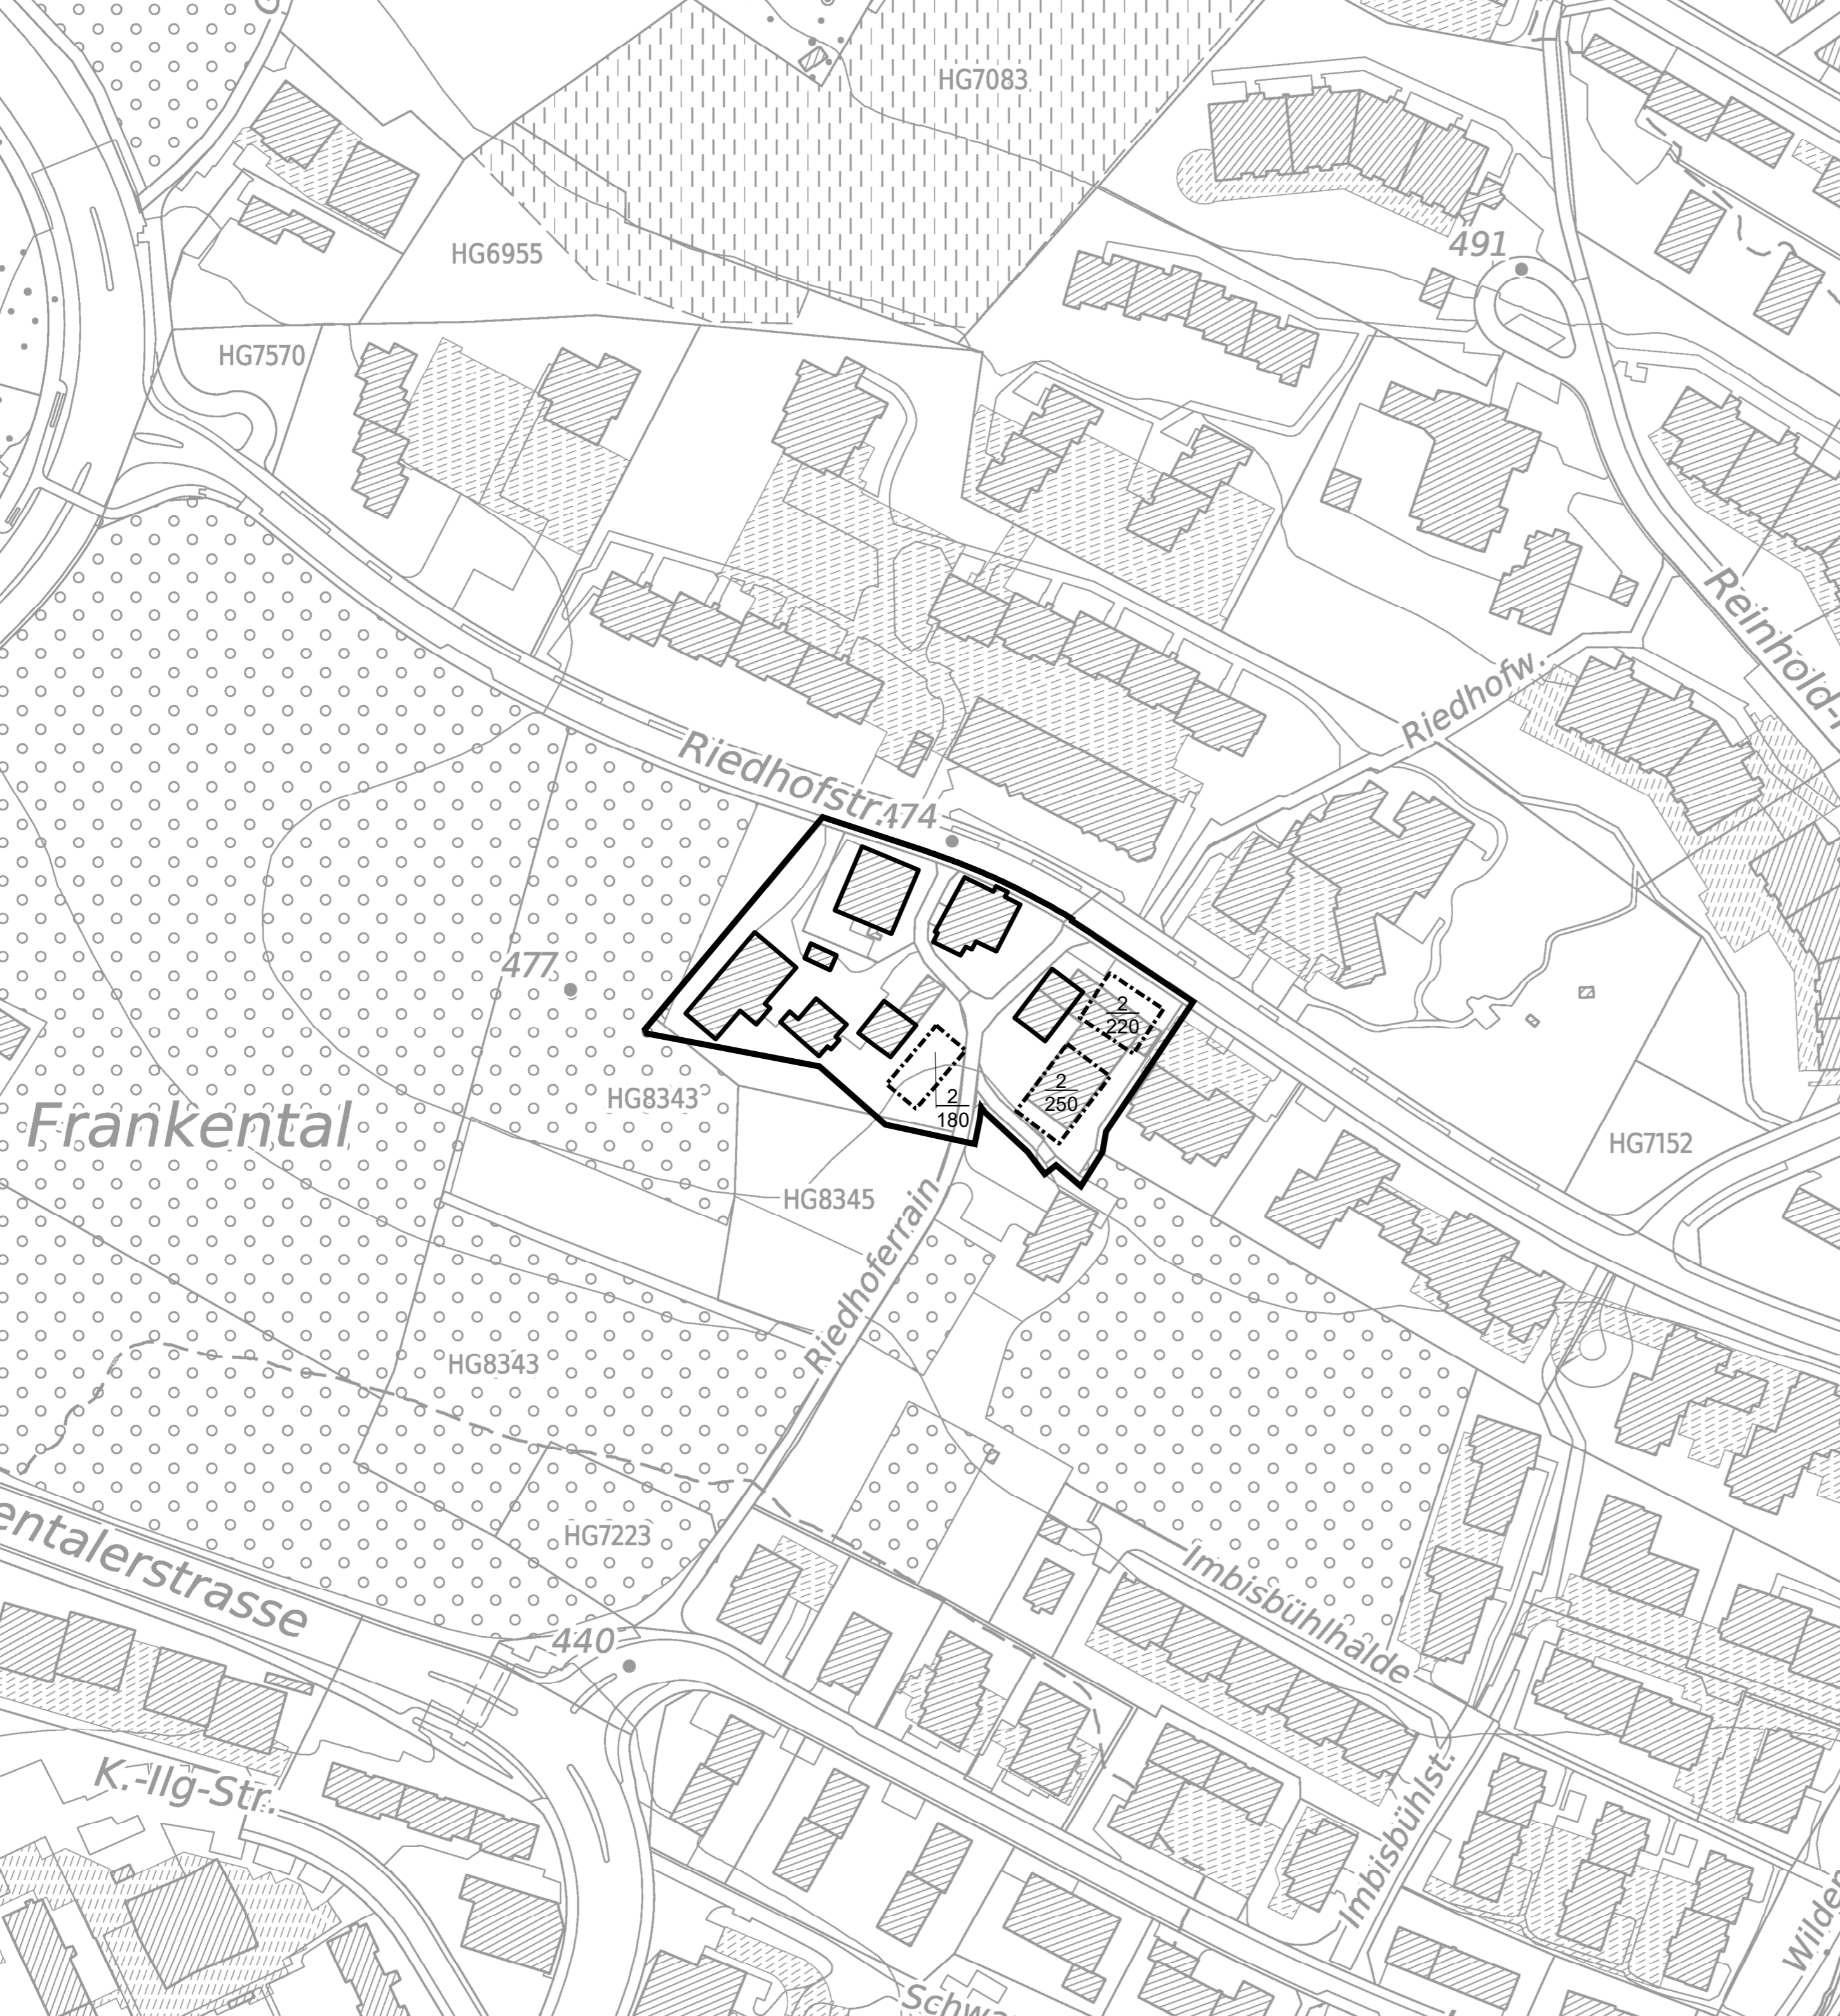 HG7083
HG6955
491
HG7570
Riedhofw.
Reinhold-
Riedhofstr.
474
477
2
220
2
250
2
180
HG8343
Frankental
HG7152
HG8345
Riedhoferrain
HG8343
HG7223
entalerstrasse
Imbisbühlhalde
440
K.-Ilg-Str.
Imbisbühlst.
Wilder
Schwa